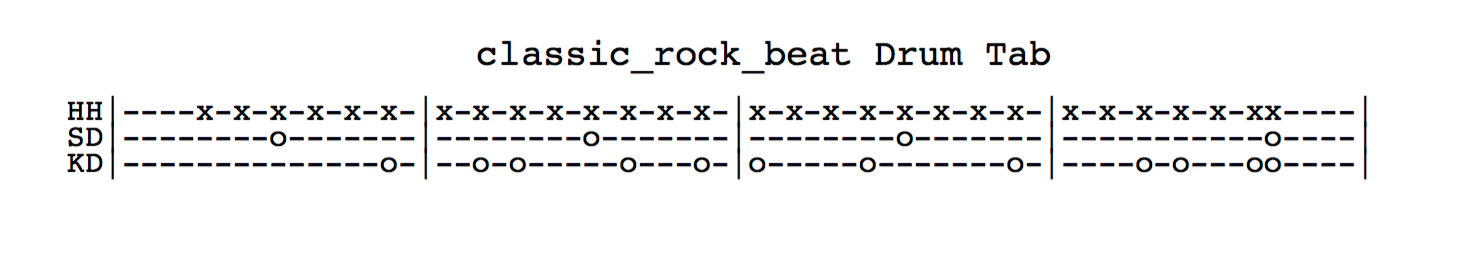 classic_rock_beat Drum Tab
HH|----x-x-x-x-x-x-|x-x-x-x-x-x-x-x-|x-x-x-x-x-x-x-x-|x-x-x-x-x-xx----|
SD|--------o-------|--------o-------|--------o-------|-----------o----|
KD|--------------o-|--o-o-----o---o-|o-----o-------o-|----o-o---oo----|